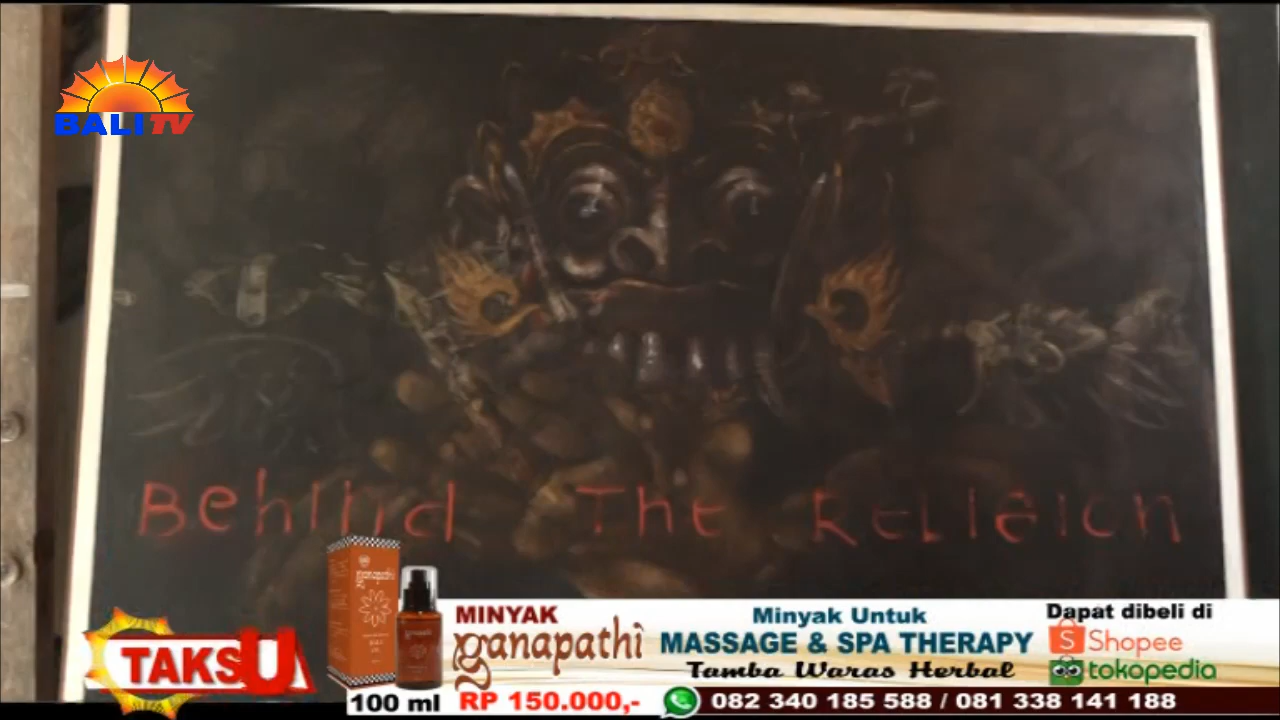 BALI TV
Behind The Religion
TAKSU
ganapathi
100 ml
MINYAK
ganapathi
RP 150.000,-
Minyak Untuk
MASSAGE & SPA THERAPY
Tamba Waras Herbal
082 340 185 588 / 081 338 141 188
Dapat dibeli di
Shopee
tokopedia